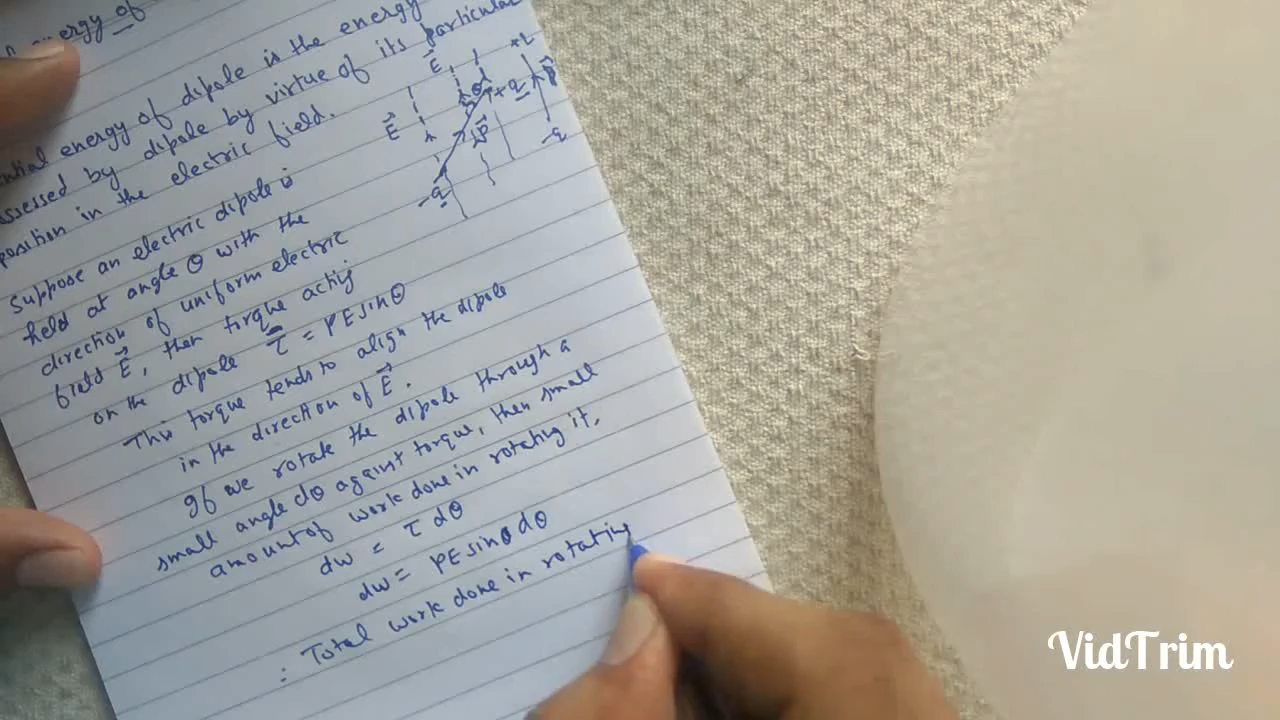 energy of
ential energy of dipole is the energy
ssessed by dipole by virtue of its particular
position in the electric field.
Suppose an electric dipole is
held at angle θ with the
direction of uniform electric
field E⃗, then torque acting
on the dipole τ⃗ = PE sinθ
This torque tends to align the dipole
in the direction of E⃗.
If we rotate the dipole through a
small angle dθ against torque, then small
amount of work done in rotating it,
dw = τ dθ
dw = PE sinθ dθ
∴ Total work done in rotating
E⃗
E⃗
θ
+q
P⃗
-q
+q
P⃗
-q
VidTrim